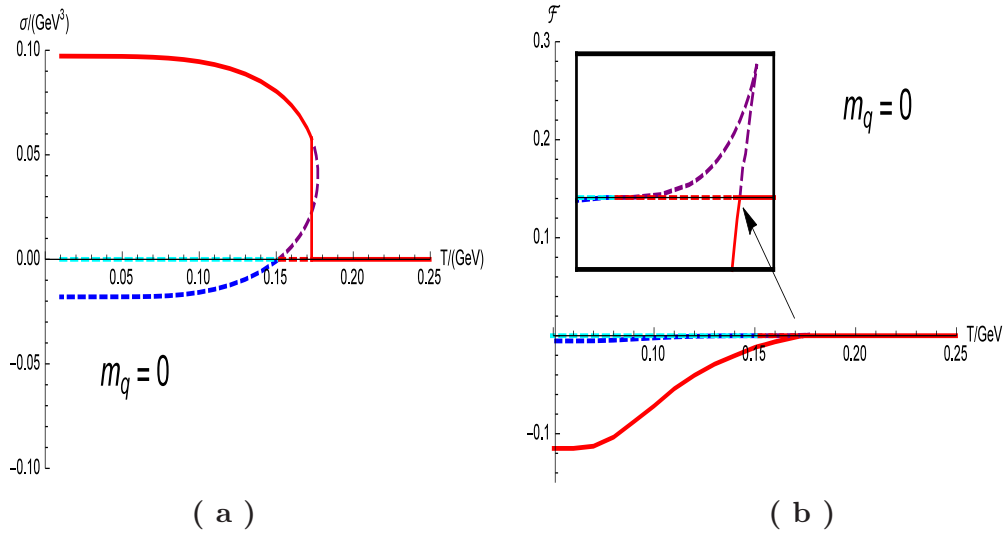 σ/(GeV³)
0.10
0.05
0.00
-0.05
-0.10
0.05
0.10
0.15
0.20
0.25
T/(GeV)
m_q = 0
( a )
ℱ
0.3
0.2
0.1
-0.1
0.10
0.15
0.20
0.25
T/GeV
m_q = 0
( b )